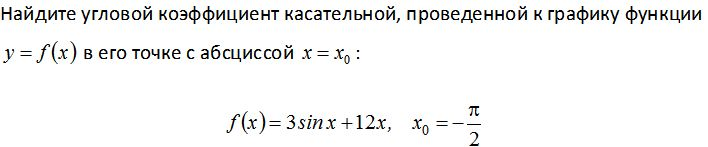 Найдите угловой коэффициент касательной, проведенной к графику функции
y = f(x) в его точке с абсциссой x = x₀ :
f(x) = 3sin x + 12x, x₀ = −π/2